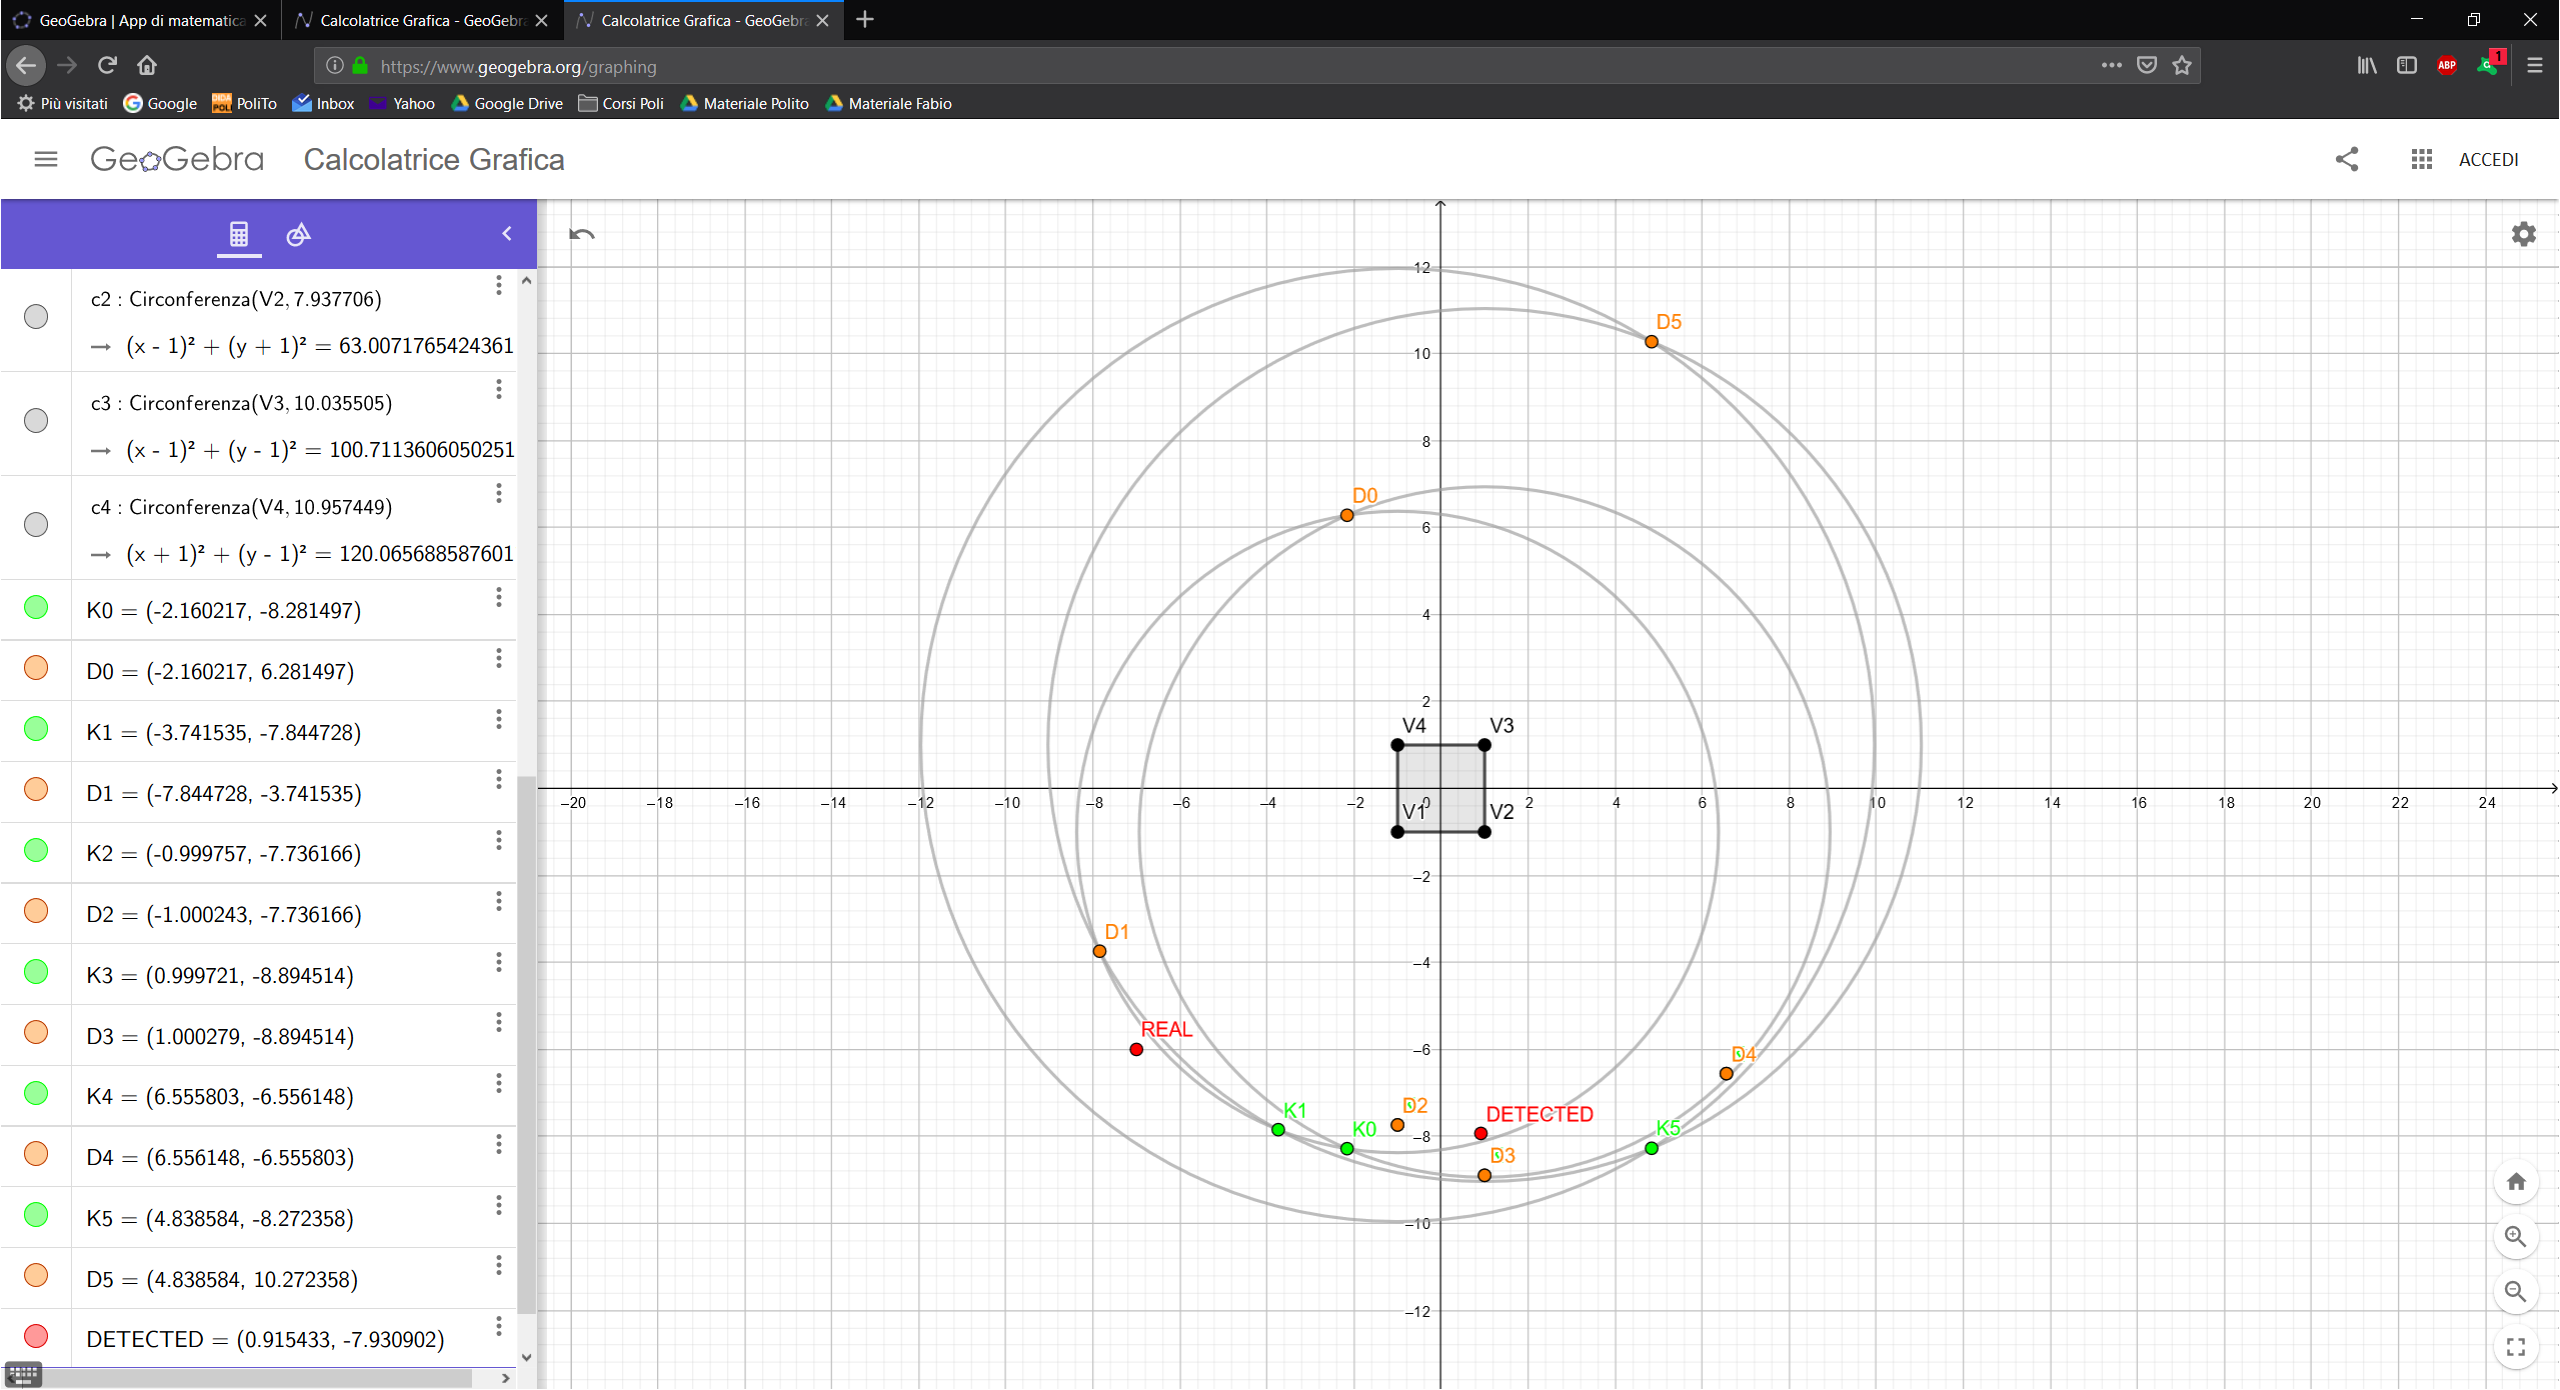 GeoGebra | App di matematica
Calcolatrice Grafica - GeoGebra
Calcolatrice Grafica - GeoGebra
https://www.geogebra.org/graphing
ABP
1
Più visitati
Google
PoliTo
Inbox
Yahoo
Google Drive
Corsi Poli
Materiale Polito
Materiale Fabio
GeoGebra
Calcolatrice Grafica
ACCEDI
c2 : Circonferenza(V2, 7.937706)
→ (x - 1)² + (y + 1)² = 63.0071765424361
c3 : Circonferenza(V3, 10.035505)
→ (x - 1)² + (y - 1)² = 100.7113606050251
c4 : Circonferenza(V4, 10.957449)
→ (x + 1)² + (y - 1)² = 120.065688587601
K0 = (-2.160217, -8.281497)
D0 = (-2.160217, 6.281497)
K1 = (-3.741535, -7.844728)
D1 = (-7.844728, -3.741535)
K2 = (-0.999757, -7.736166)
D2 = (-1.000243, -7.736166)
K3 = (0.999721, -8.894514)
D3 = (1.000279, -8.894514)
K4 = (6.555803, -6.556148)
D4 = (6.556148, -6.555803)
K5 = (4.838584, -8.272358)
D5 = (4.838584, 10.272358)
DETECTED = (0.915433, -7.930902)
12
D5
10
8
D0
6
4
2
V4
V3
−20 −18 −16 −14 −12 −10 −8 −6 −4 −2 0 2 4 6 8 10 12 14 16 18 20 22 24
V1
V2
−2
D1
−4
REAL
−6
D4
D2
K1
DETECTED
K0
−8
K5
D3
−10
−12